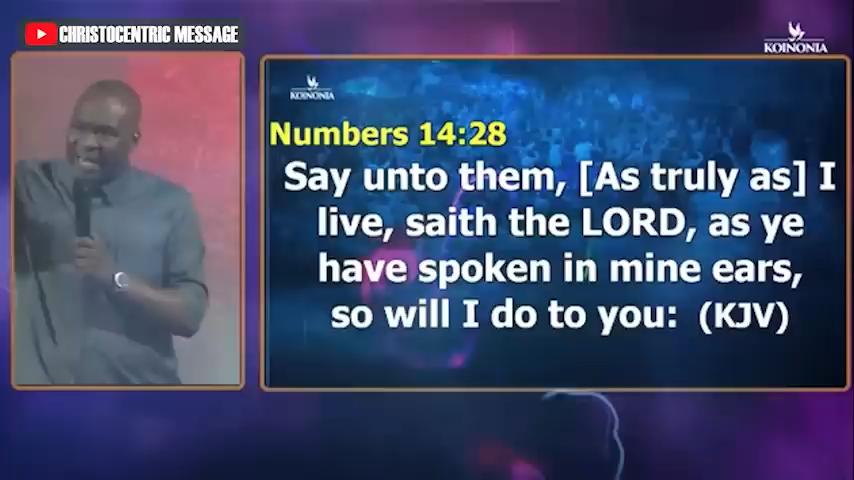 CHRISTOCENTRIC MESSAGE
KOINONIA
KOINONIA
Numbers 14:28
Say unto them, [As truly as] I
live, saith the LORD, as ye
have spoken in mine ears,
so will I do to you: (KJV)